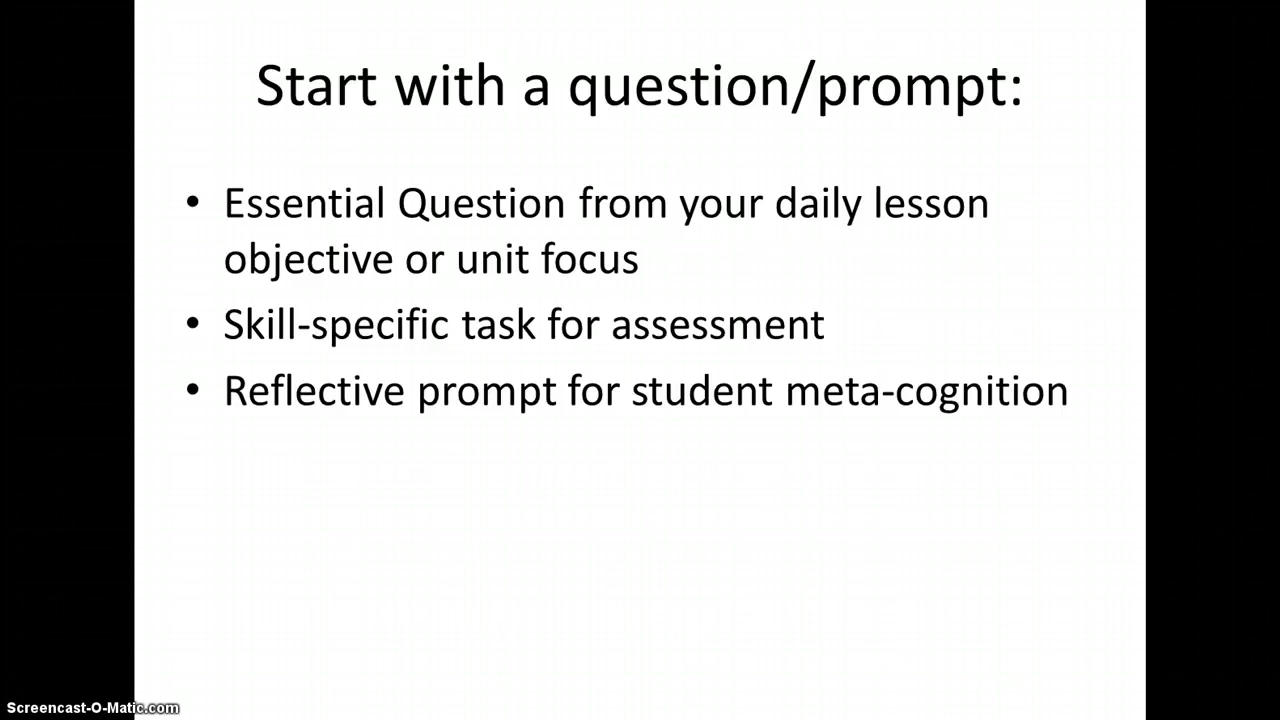 Start with a question/prompt:
• Essential Question from your daily lesson
objective or unit focus
• Skill-specific task for assessment
• Reflective prompt for student meta-cognition
Screencast-O-Matic.com